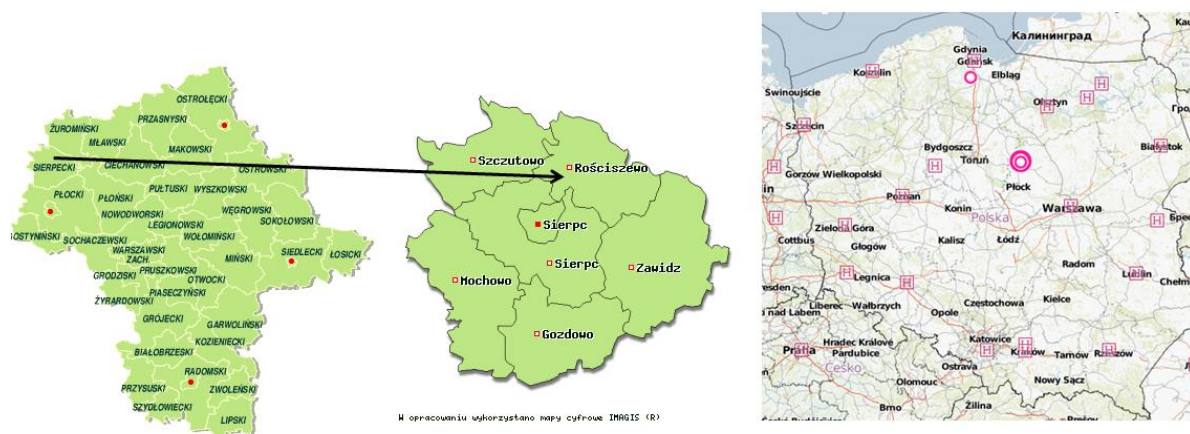 OSTROŁĘCKI
PRZASNYSKI
ŻUROMIŃSKI
MŁAWSKI
MAKOWSKI
CIECHANOWSKI
SIERPECKI
OSTROWSKI
PŁOCKI
PŁOŃSKI
PUŁTUSKI
WYSZKOWSKI
WĘGROWSKI
NOWODWORSKI
SOKOŁOWSKI
LEGIONOWSKI
OSTYNIŃSKI
SOCHACZEWSKI
WOŁOMIŃSKI
WARSZAWSKI
ZACH.
MIŃSKI
SIEDLECKI
ŁOSICKI
PRUSZKOWSKI
GRODZISKI
OTWOCKI
PIASECZYŃSKI
ŻYRARDOWSKI
GRÓJECKI
GARWOLIŃSKI
KOZIENICKI
BIAŁOBRZESKI
RADOMSKI
PRZYSUSKI
ZWOLEŃSKI
SZYDŁOWIECKI
LIPSKI
Szczutowo
Rościszewo
Sierpc
Sierpc
Zawidz
Mochowo
Gozdowo
W opracowaniu wykorzystano mapy cyfrowe IMAGIS (R)
Калининград
Gdynia
Gdańsk
Koszalin
Elbląg
Świnoujście
Olsztyn
Szczecin
Гро
Bydgoszcz
Białystok
Toruń
Gorzów Wielkopolski
Płock
Poznań
Konin
Polska
Warszawa
Брес
Cottbus
Zielona Góra
Kalisz
Łódź
Głogów
Radom
Legnica
Lublin
Chełm
Liberec
Wałbrzych
Częstochowa
Kielce
nad Labem
Opole
Katowice
Praha
Hradec Králové
Pardubice
Kraków
Tarnów
Rzeszów
Česko
Ostrava
Olomouc
Nowy Sącz
Brno
Žilina